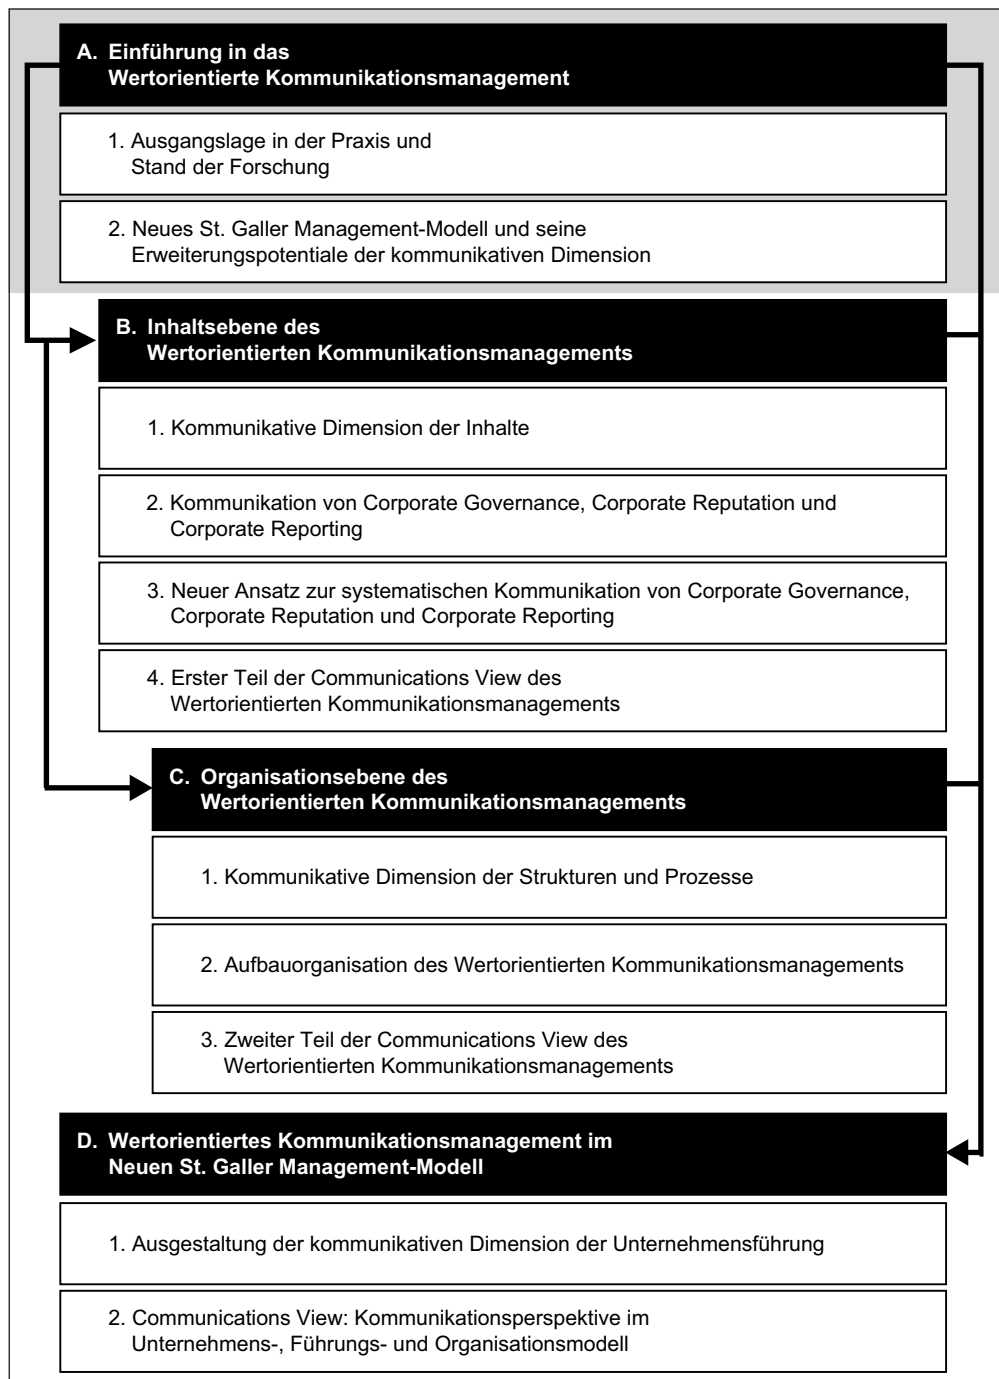 A. Einführung in das
Wertorientierte Kommunikationsmanagement
1. Ausgangslage in der Praxis und
Stand der Forschung
2. Neues St. Galler Management-Modell und seine
Erweiterungspotentiale der kommunikativen Dimension
B. Inhaltsebene des
Wertorientierten Kommunikationsmanagements
1. Kommunikative Dimension der Inhalte
2. Kommunikation von Corporate Governance, Corporate Reputation und
Corporate Reporting
3. Neuer Ansatz zur systematischen Kommunikation von Corporate Governance,
Corporate Reputation und Corporate Reporting
4. Erster Teil der Communications View des
Wertorientierten Kommunikationsmanagements
C. Organisationsebene des
Wertorientierten Kommunikationsmanagements
1. Kommunikative Dimension der Strukturen und Prozesse
2. Aufbauorganisation des Wertorientierten Kommunikationsmanagements
3. Zweiter Teil der Communications View des
Wertorientierten Kommunikationsmanagements
D. Wertorientiertes Kommunikationsmanagement im
Neuen St. Galler Management-Modell
1. Ausgestaltung der kommunikativen Dimension der Unternehmensführung
2. Communications View: Kommunikationsperspektive im
Unternehmens-, Führungs- und Organisationsmodell